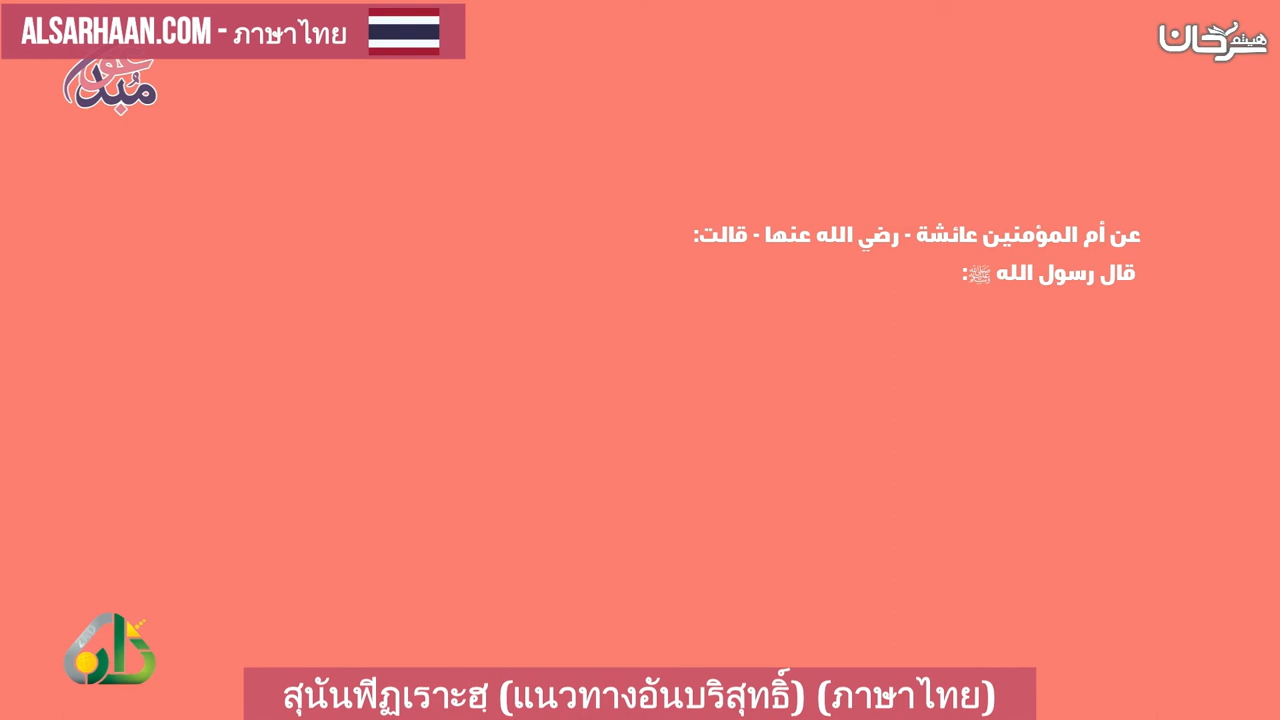 ALSARHAAN.COM - ภาษาไทย
هيثم سرحان
عن أم المؤمنين عائشة - رضي الله عنها - قالت:
قال رسول الله ﷺ:
สุนันฟิฏเราะฮฺ (แนวทางอันบริสุทธิ์) (ภาษาไทย)